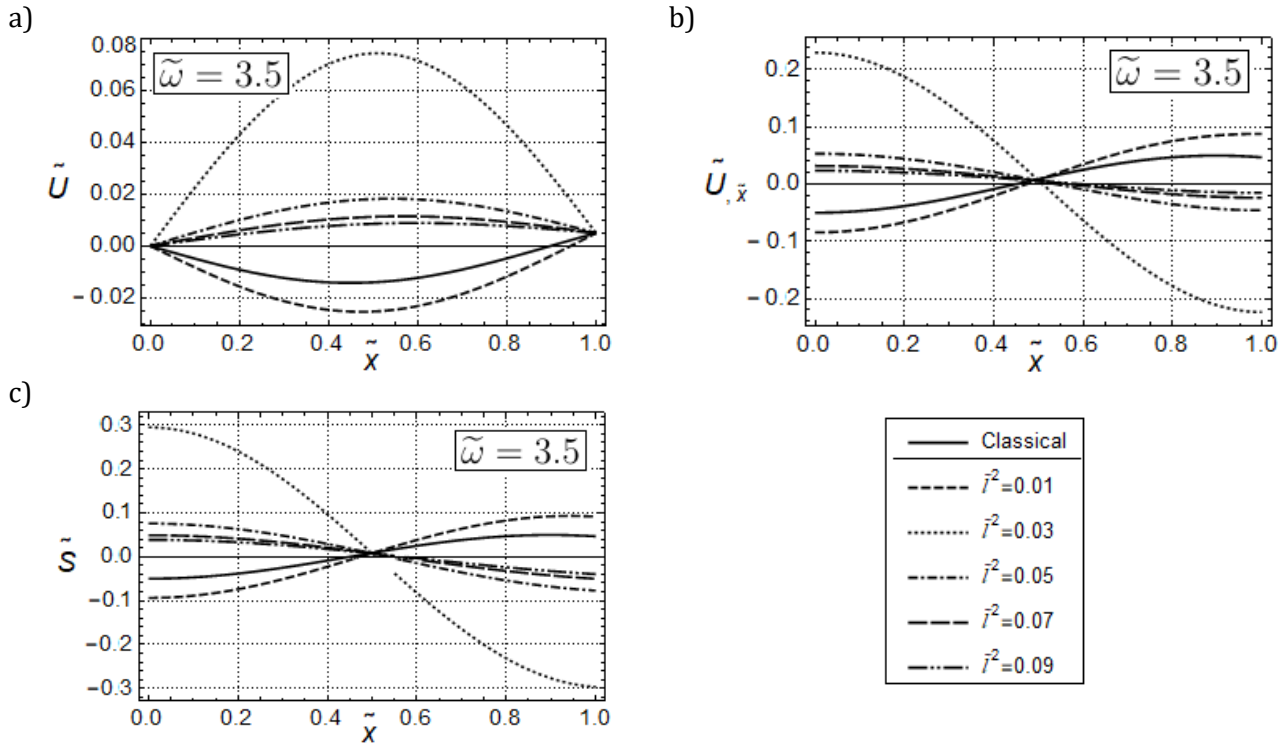 a)
0.08
0.06
0.04
0.02
0.00
−0.02
Ũ
ω̃ = 3.5
0.0 0.2 0.4 0.6 0.8 1.0
x̃
b)
0.2
0.1
0.0
−0.1
−0.2
Ũ,x̃
ω̃ = 3.5
0.0 0.2 0.4 0.6 0.8 1.0
x̃
c)
0.3
0.2
0.1
0.0
−0.1
−0.2
−0.3
S̃
ω̃ = 3.5
0.0 0.2 0.4 0.6 0.8 1.0
x̃
Classical
l̃²=0.01
l̃²=0.03
l̃²=0.05
l̃²=0.07
l̃²=0.09